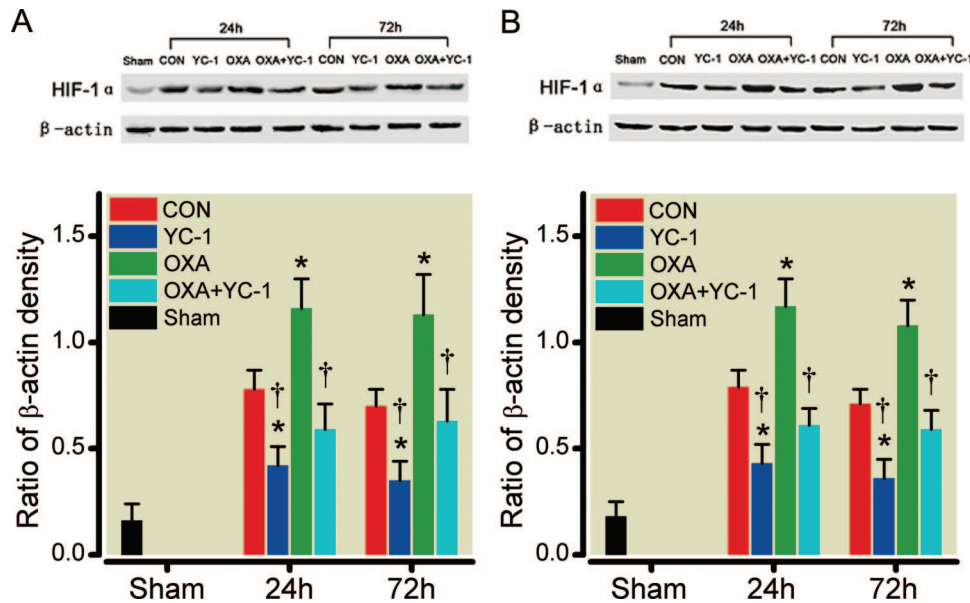 A
24h
72h
Sham CON YC-1 OXA OXA+YC-1 CON YC-1 OXA OXA+YC-1
HIF-1 α
β-actin
CON
YC-1
OXA
OXA+YC-1
Sham
Ratio of β-actin density
1.5
1.0
0.5
0.0
* * † * † † * †
Sham 24h 72h
B
24h
72h
Sham CON YC-1 OXA OXA+YC-1 CON YC-1 OXA OXA+YC-1
HIF-1 α
β-actin
CON
YC-1
OXA
OXA+YC-1
Sham
Ratio of β-actin density
1.5
1.0
0.5
0.0
* * † * † † * †
Sham 24h 72h